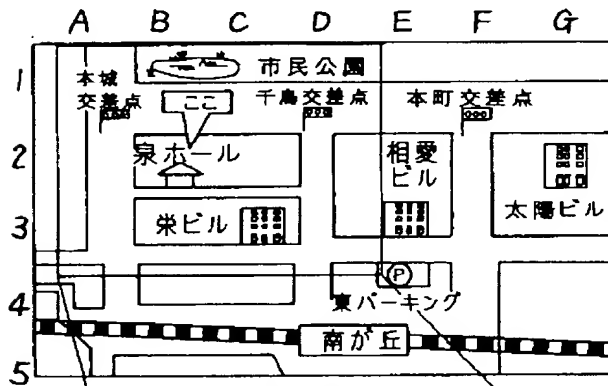 A B C D E F G
1
市民公園
本城
交差点
千鳥交差点
本町交差点
ここ
2
泉ホール
相愛
ビル
3
栄ビル
太陽ビル
P
4
東パーキング
南が丘
5